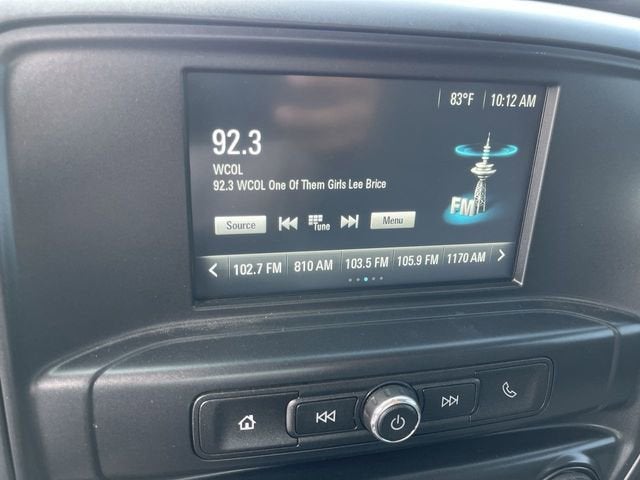 83°F 10:12 AM
92.3
WCOL
92.3 WCOL One Of Them Girls Lee Brice
FM
Source Tune Menu
102.7 FM 810 AM 103.5 FM 105.9 FM 1170 AM